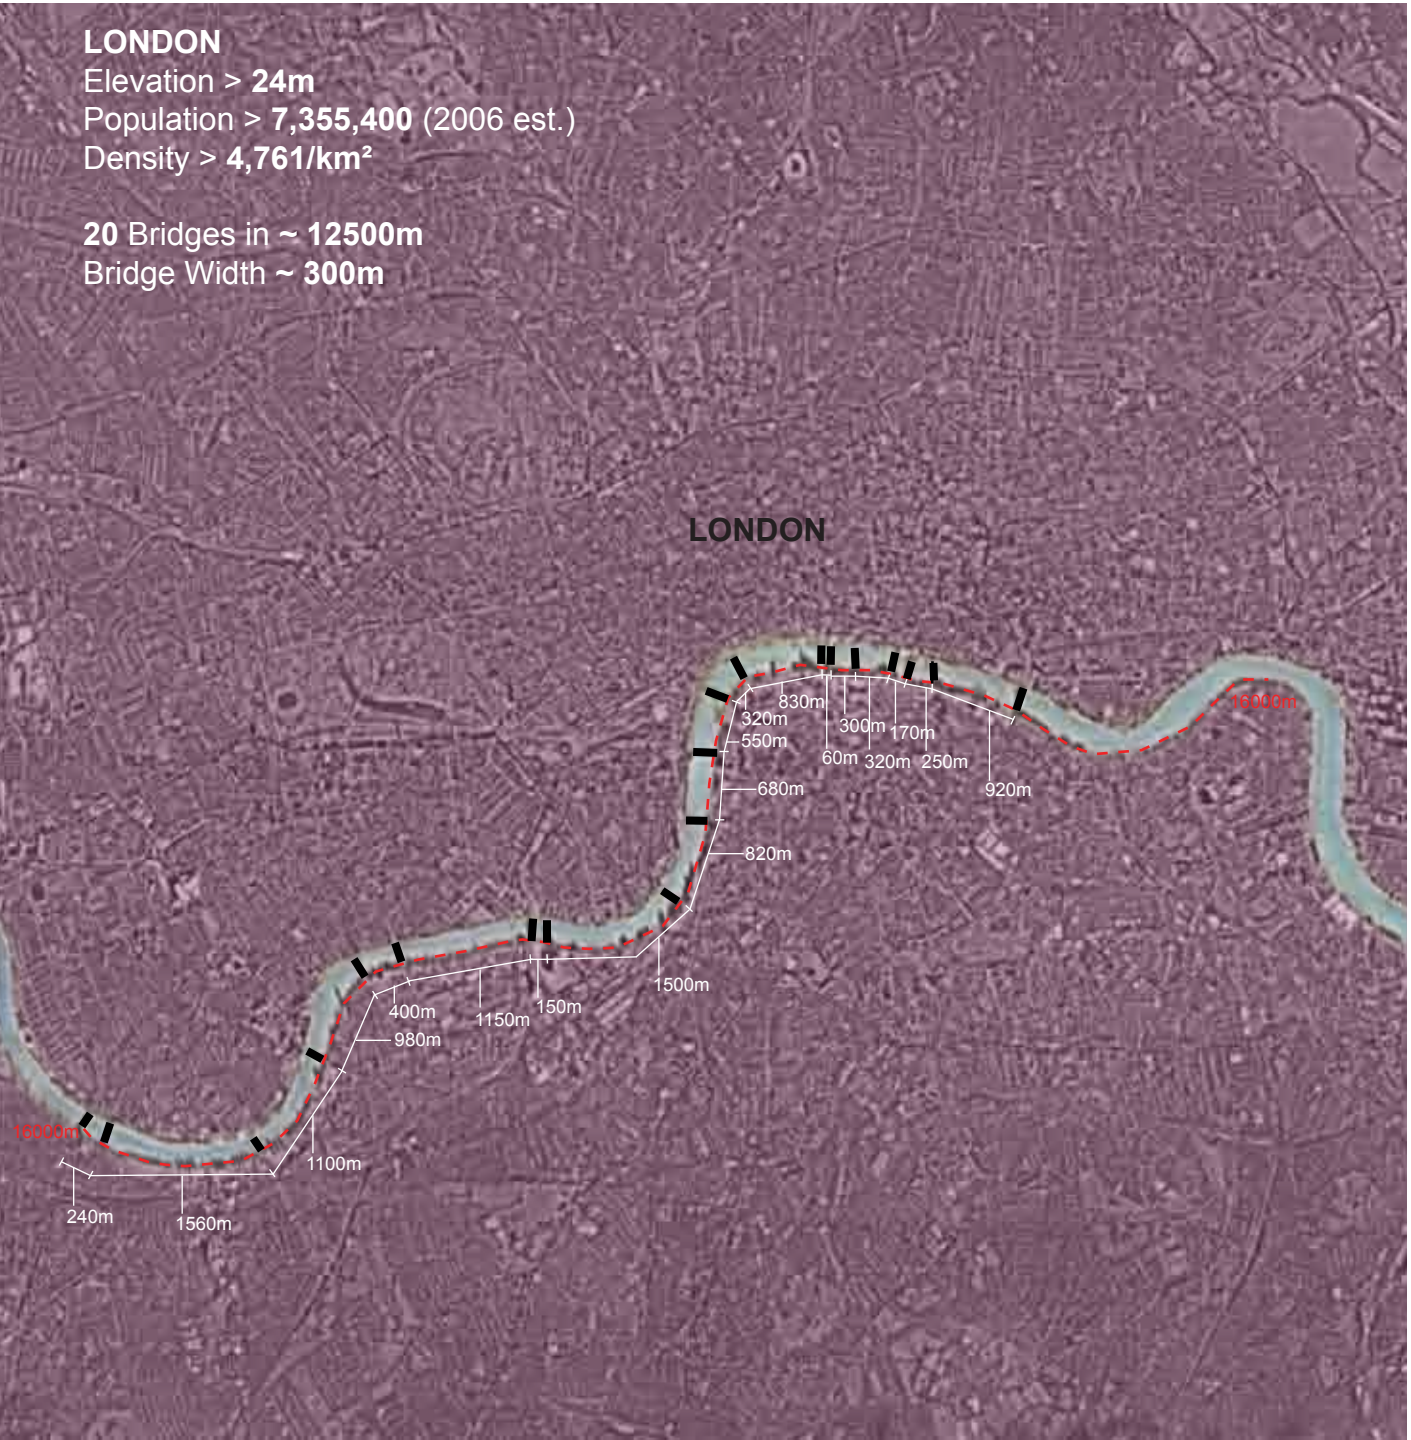 LONDON
Elevation > 24m
Population > 7,355,400 (2006 est.)
Density > 4,761/km²
20 Bridges in ~ 12500m
Bridge Width ~ 300m
LONDON
16000m
830m
320m
300m
170m
550m
60m
320m
250m
680m
920m
820m
1500m
400m
150m
1150m
980m
16000m
1100m
240m
1560m